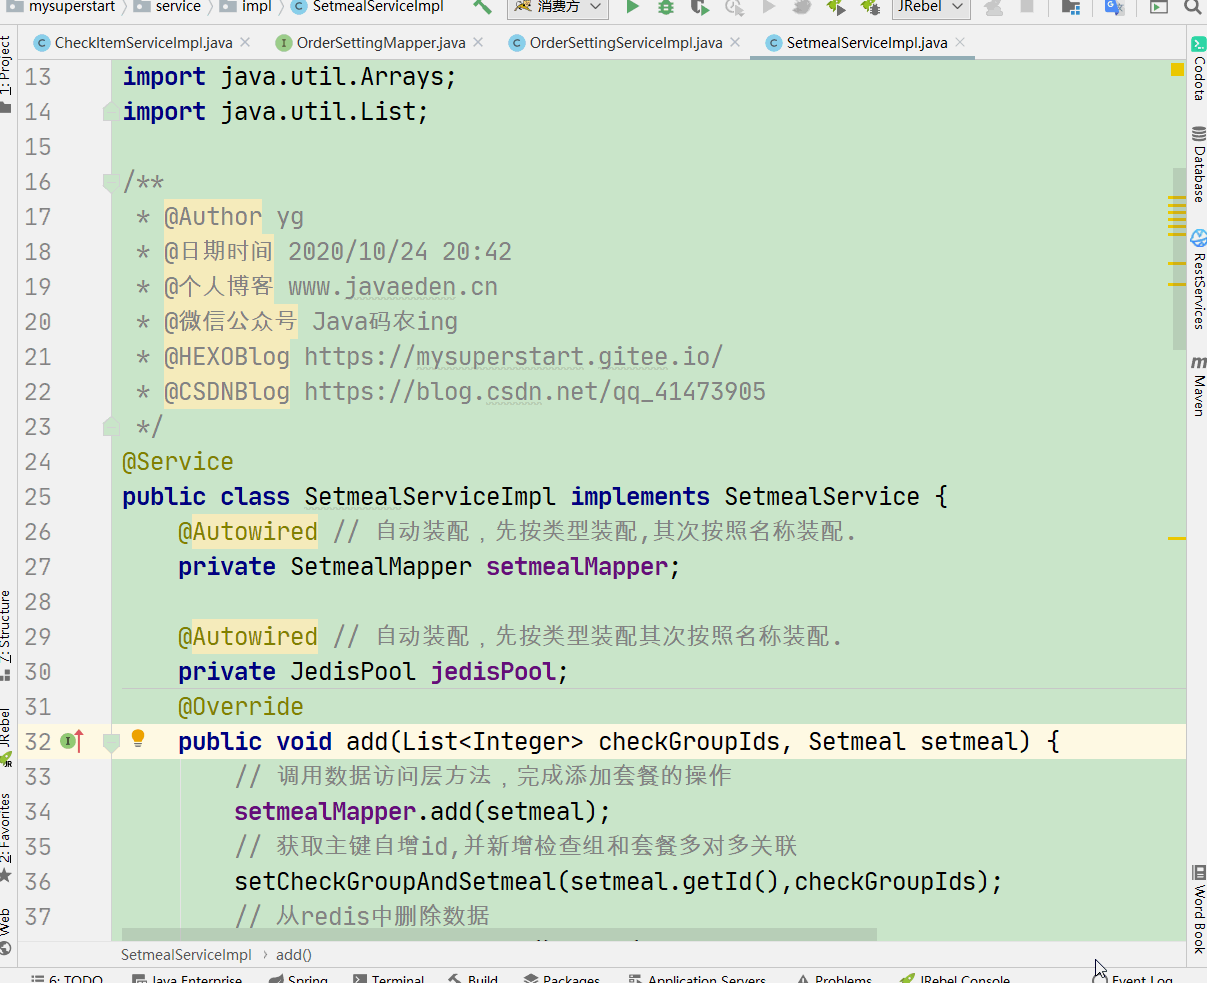 mysuperstart service impl SetmealServiceImpl 消费方 JRebel
CheckItemServiceImpl.java OrderSettingMapper.java OrderSettingServiceImpl.java SetmealServiceImpl.java
13 import java.util.Arrays;
14 import java.util.List;
15
16 /**
17 * @Author yg
18 * @日期时间 2020/10/24 20:42
19 * @个人博客 www.javaeden.cn
20 * @微信公众号 Java码农ing
21 * @HEXOBlog https://mysuperstart.gitee.io/
22 * @CSDNBlog https://blog.csdn.net/qq_41473905
23 */
24 @Service
25 public class SetmealServiceImpl implements SetmealService {
26 @Autowired // 自动装配，先按类型装配,其次按照名称装配.
27 private SetmealMapper setmealMapper;
28
29 @Autowired // 自动装配，先按类型装配其次按照名称装配.
30 private JedisPool jedisPool;
31 @Override
32 public void add(List<Integer> checkGroupIds, Setmeal setmeal) {
33 // 调用数据访问层方法，完成添加套餐的操作
34 setmealMapper.add(setmeal);
35 // 获取主键自增id,并新增检查组和套餐多对多关联
36 setCheckGroupAndSetmeal(setmeal.getId(),checkGroupIds);
37 // 从redis中删除数据
SetmealServiceImpl › add()
6: TODO Java Enterprise Spring Terminal Build Packages Application Servers Problems JRebel Console Event Log
1: Project
7: Structure
JRebel
2: Favorites
Web
Codota
Database
RestServices
Maven
Word Book